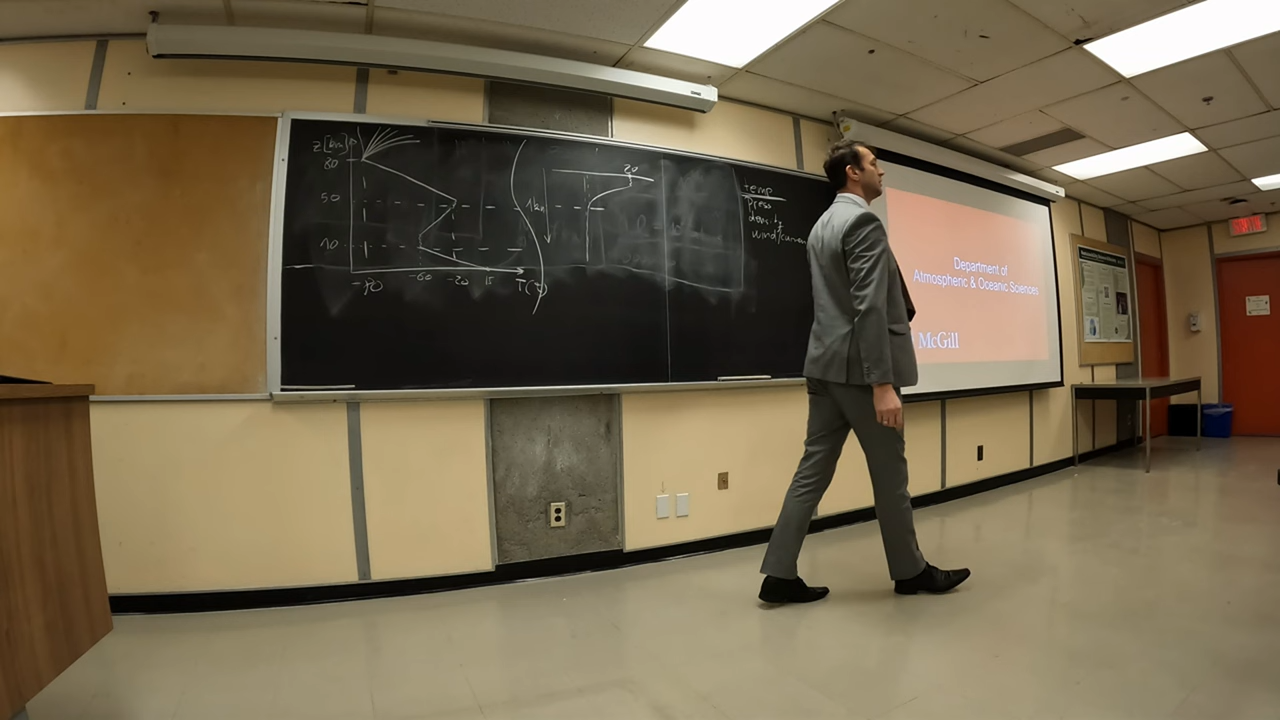 z [km]
80
50
10
-80
-60
-20
15
T(°C)
1km
20
temp
press
density
wind/current
Department of
Atmospheric & Oceanic Sciences
McGill